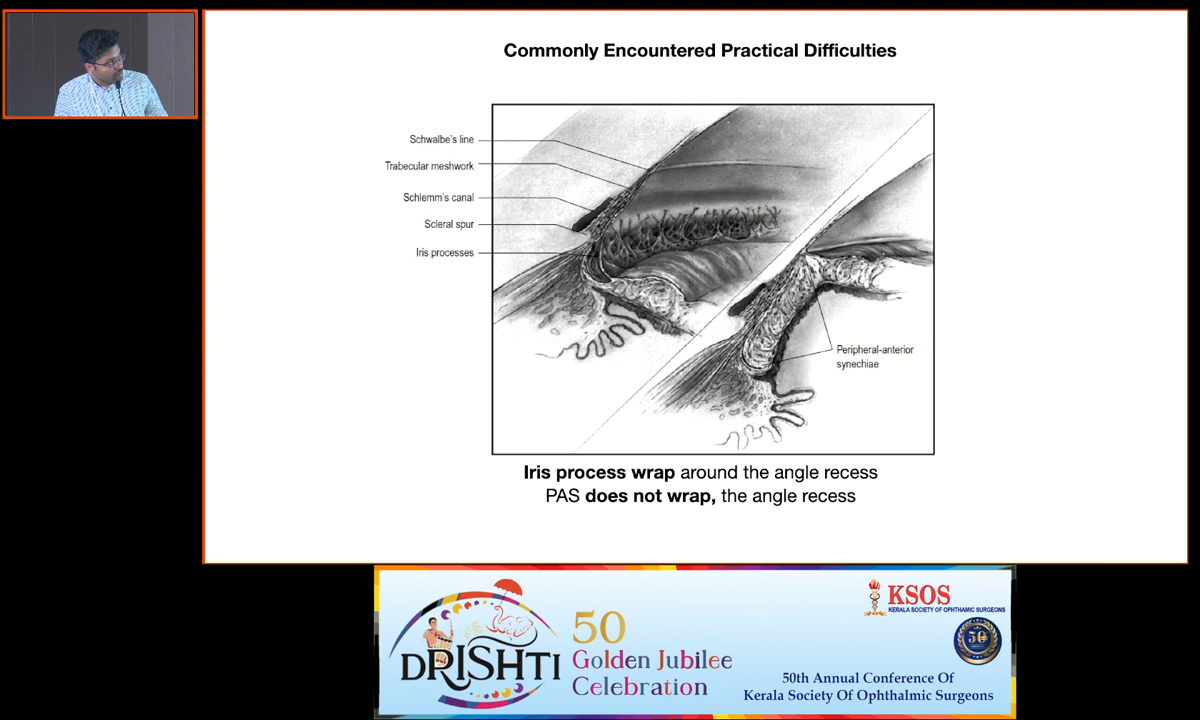 Commonly Encountered Practical Difficulties
Schwalbe's line
Trabecular meshwork
Schlemm's canal
Scleral spur
Iris processes
Peripheral-anterior
synechiae
Iris process wrap around the angle recess
PAS does not wrap, the angle recess
DRISHTI
50
Golden Jubilee
Celebration
KSOS
KERALA SOCIETY OF OPHTHAMIC SURGEONS
50
50th Annual Conference Of
Kerala Society Of Ophthalmic Surgeons